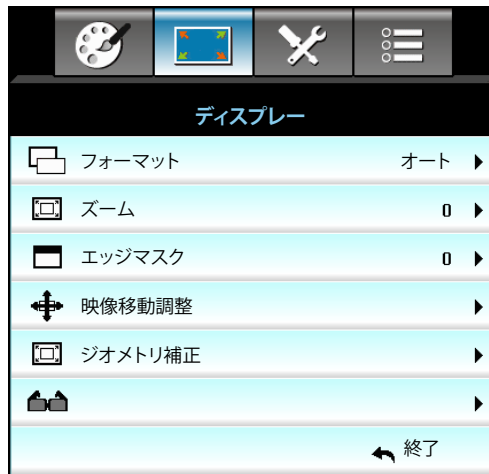 ディスプレー
フォーマット オート
ズーム 0
エッジマスク 0
映像移動調整
ジオメトリ補正
終了